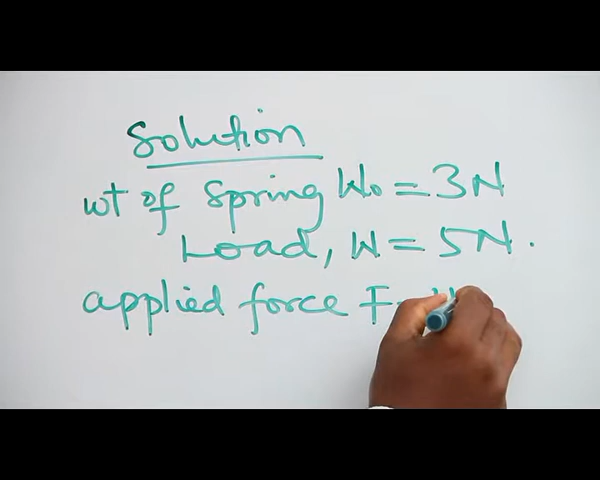 Solution
wt of Spring W₀ = 3N
Load, W = 5N.
applied force F